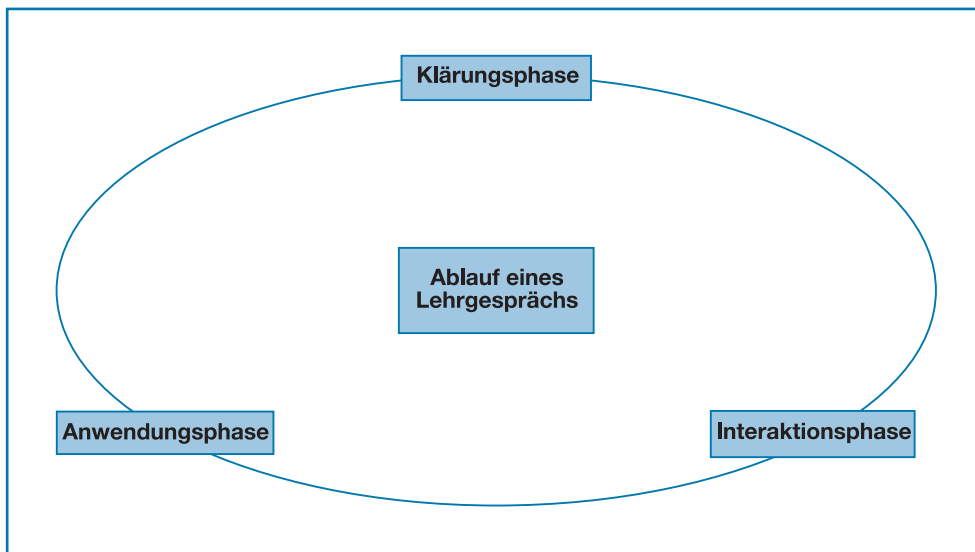 Klärungsphase
Ablauf eines
Lehrgesprächs
Anwendungsphase
Interaktionsphase